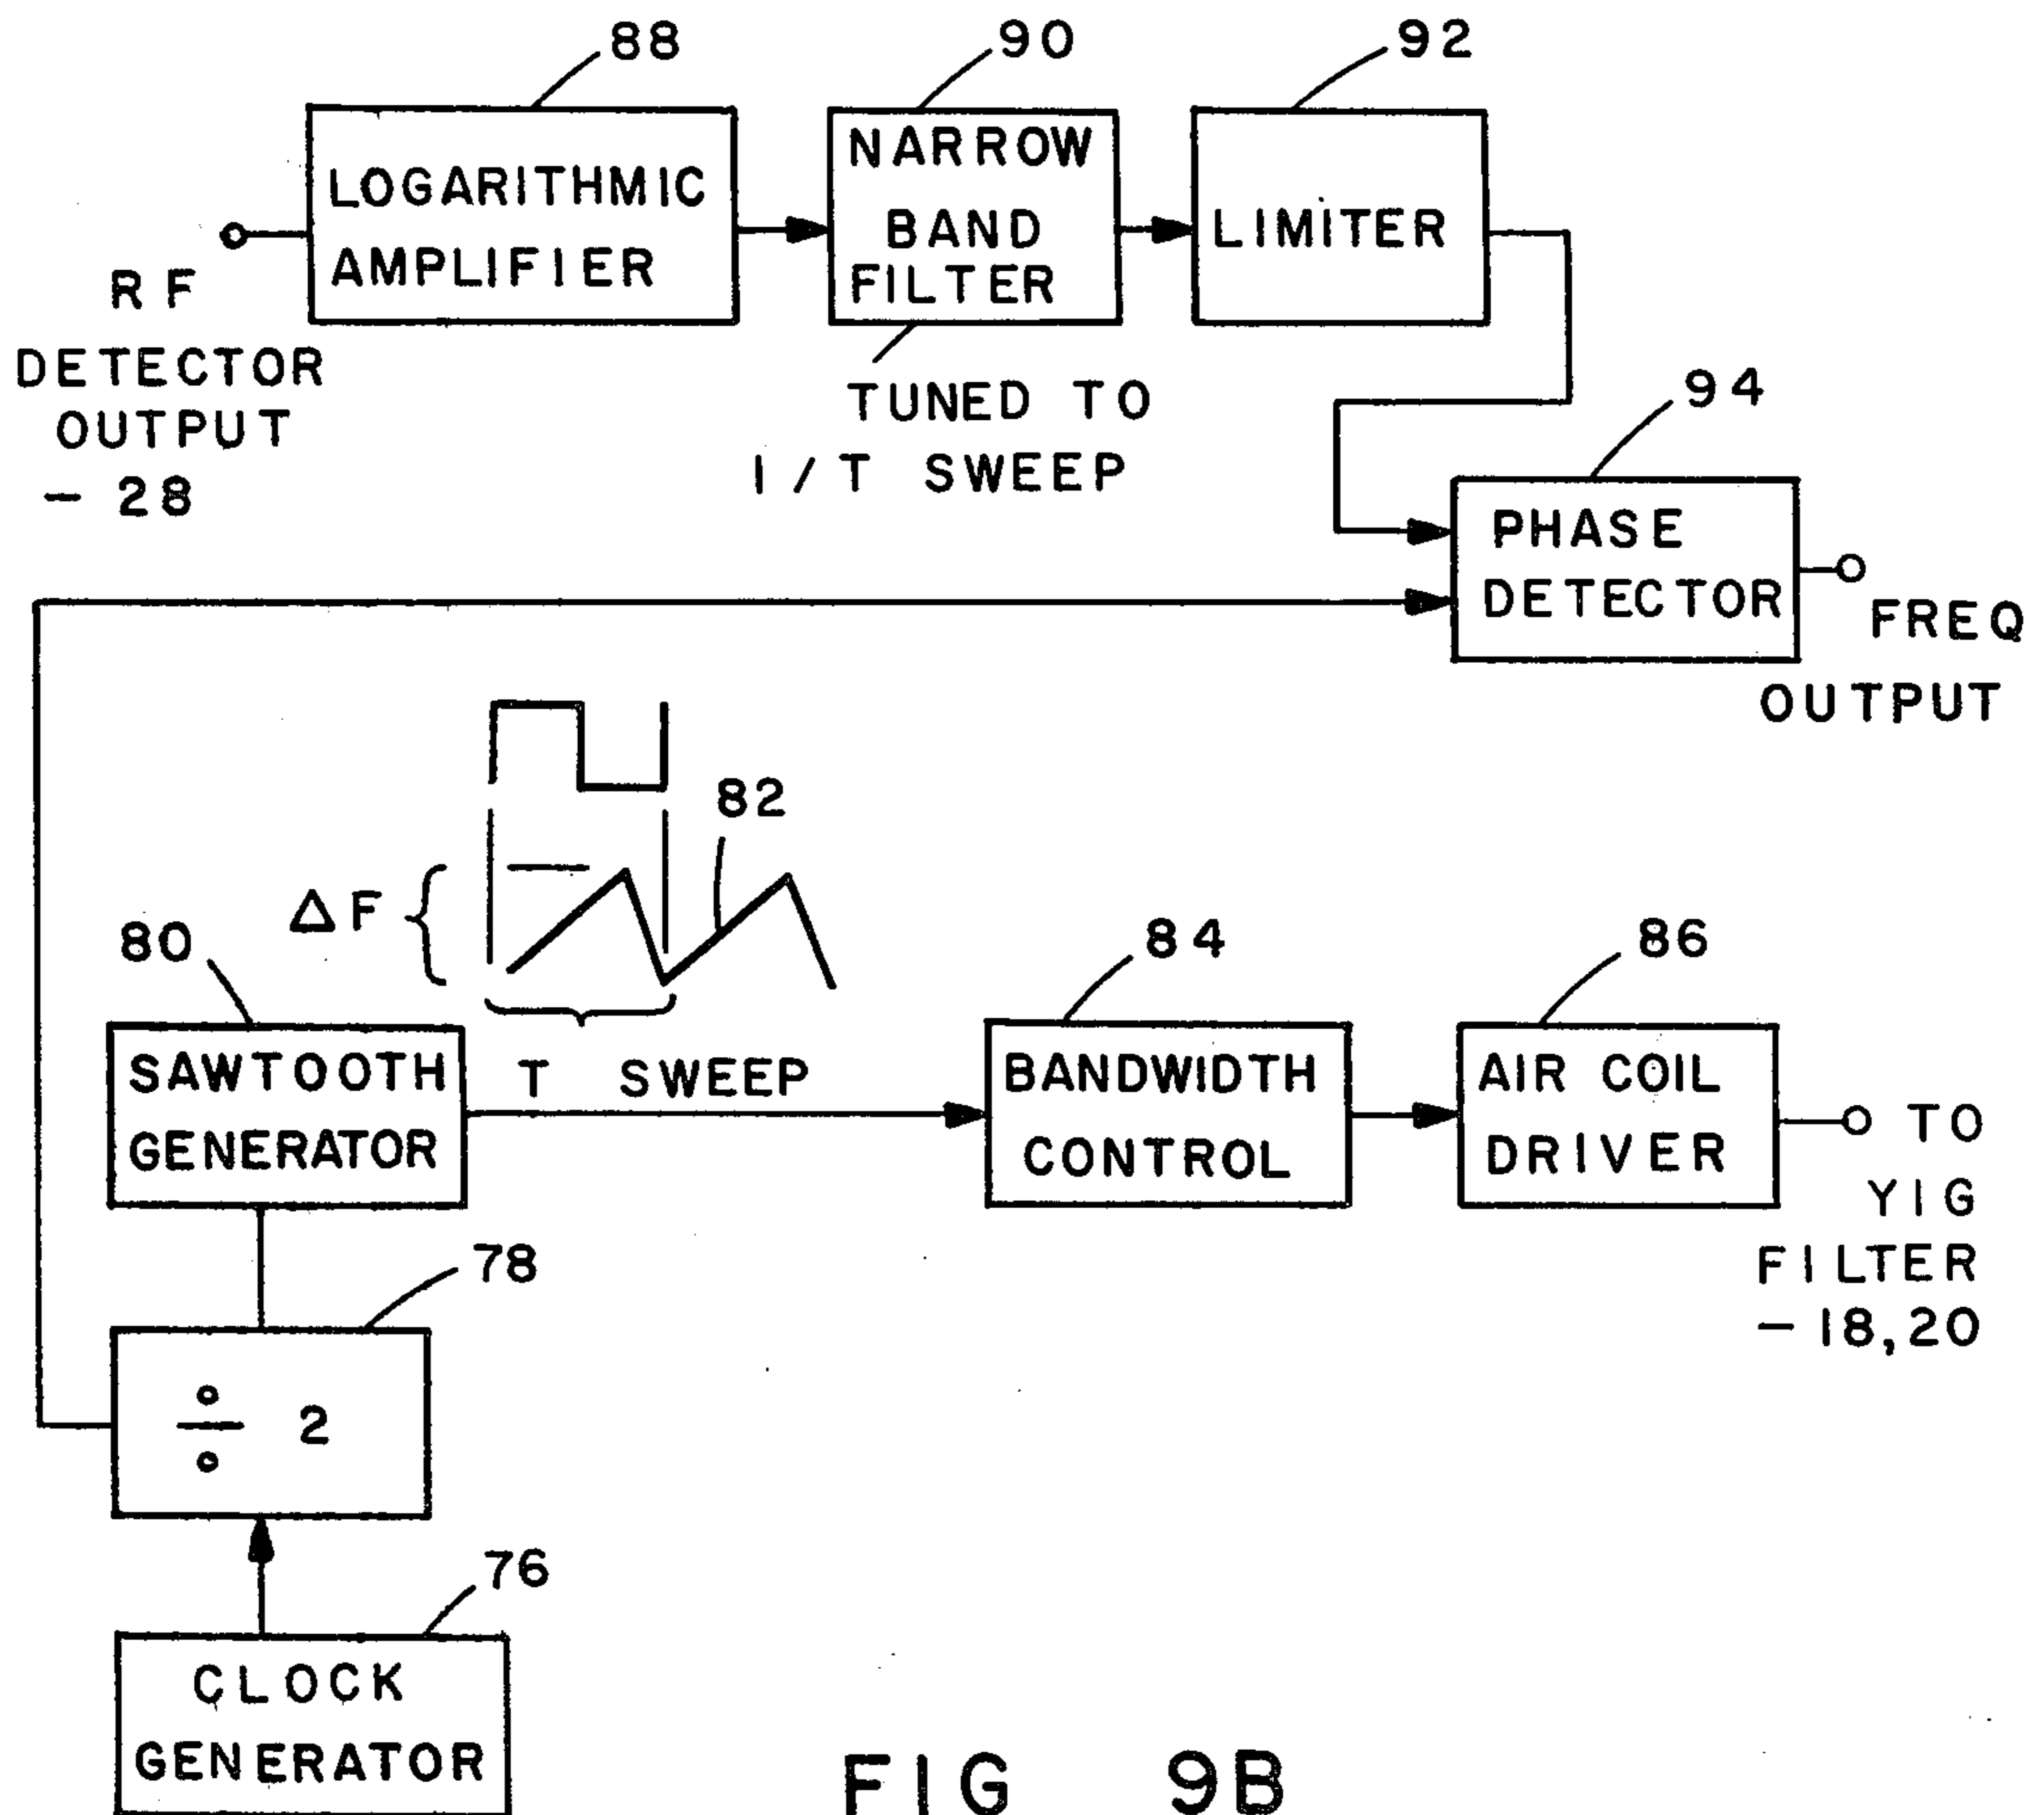 88
90
92
LOGARITHMIC
AMPLIFIER
NARROW
BAND
FILTER
LIMITER
RF
DETECTOR
OUTPUT
- 28
TUNED TO
1/T SWEEP
94
PHASE
DETECTOR
FREQ
OUTPUT
82
ΔF
80
84
86
SAWTOOTH
GENERATOR
T SWEEP
BANDWIDTH
CONTROL
AIR COIL
DRIVER
TO
YIG
FILTER
- 18,20
78
÷ 2
76
CLOCK
GENERATOR
FIG 9B